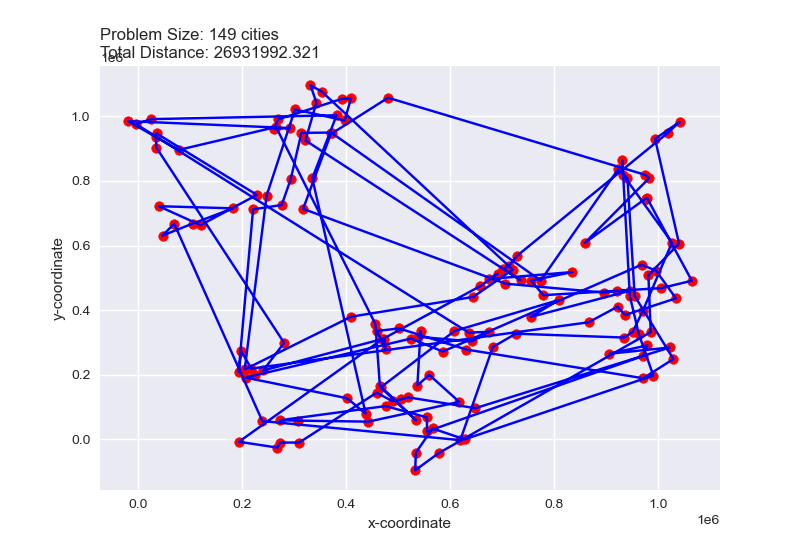 Problem Size: 149 cities
Total Distance: 26931992.321
1e6
1.0
0.8
0.6
0.4
0.2
0.0
y-coordinate
0.0 0.2 0.4 0.6 0.8 1.0
x-coordinate
1e6